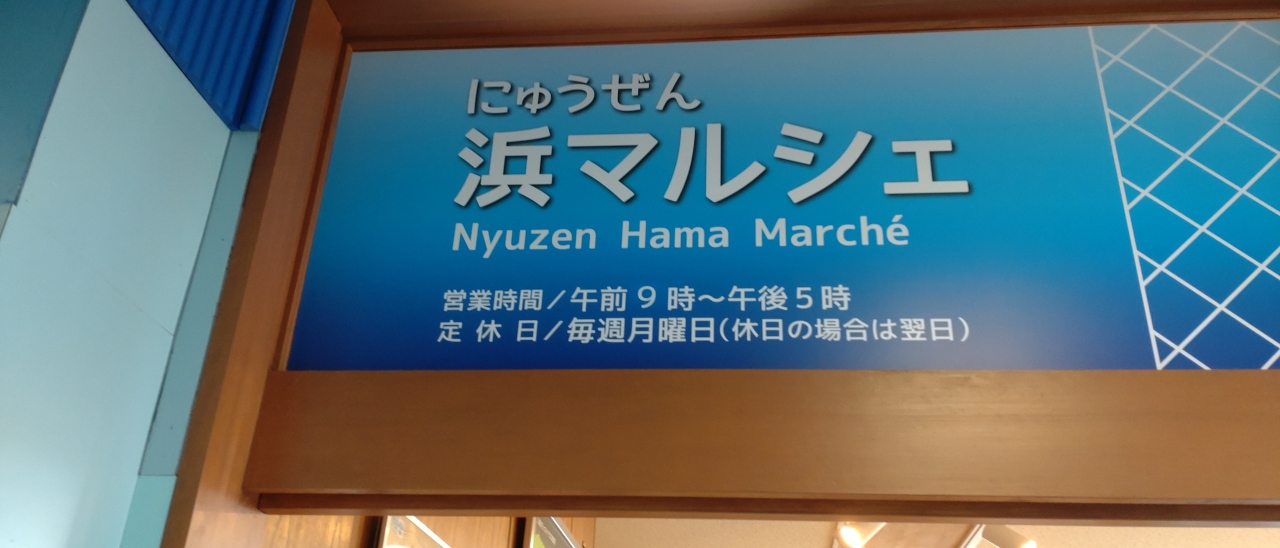 にゅうぜん
浜マルシェ
Nyuzen Hama Marché
営業時間／午前9時～午後5時
定休日／毎週月曜日(休日の場合は翌日)